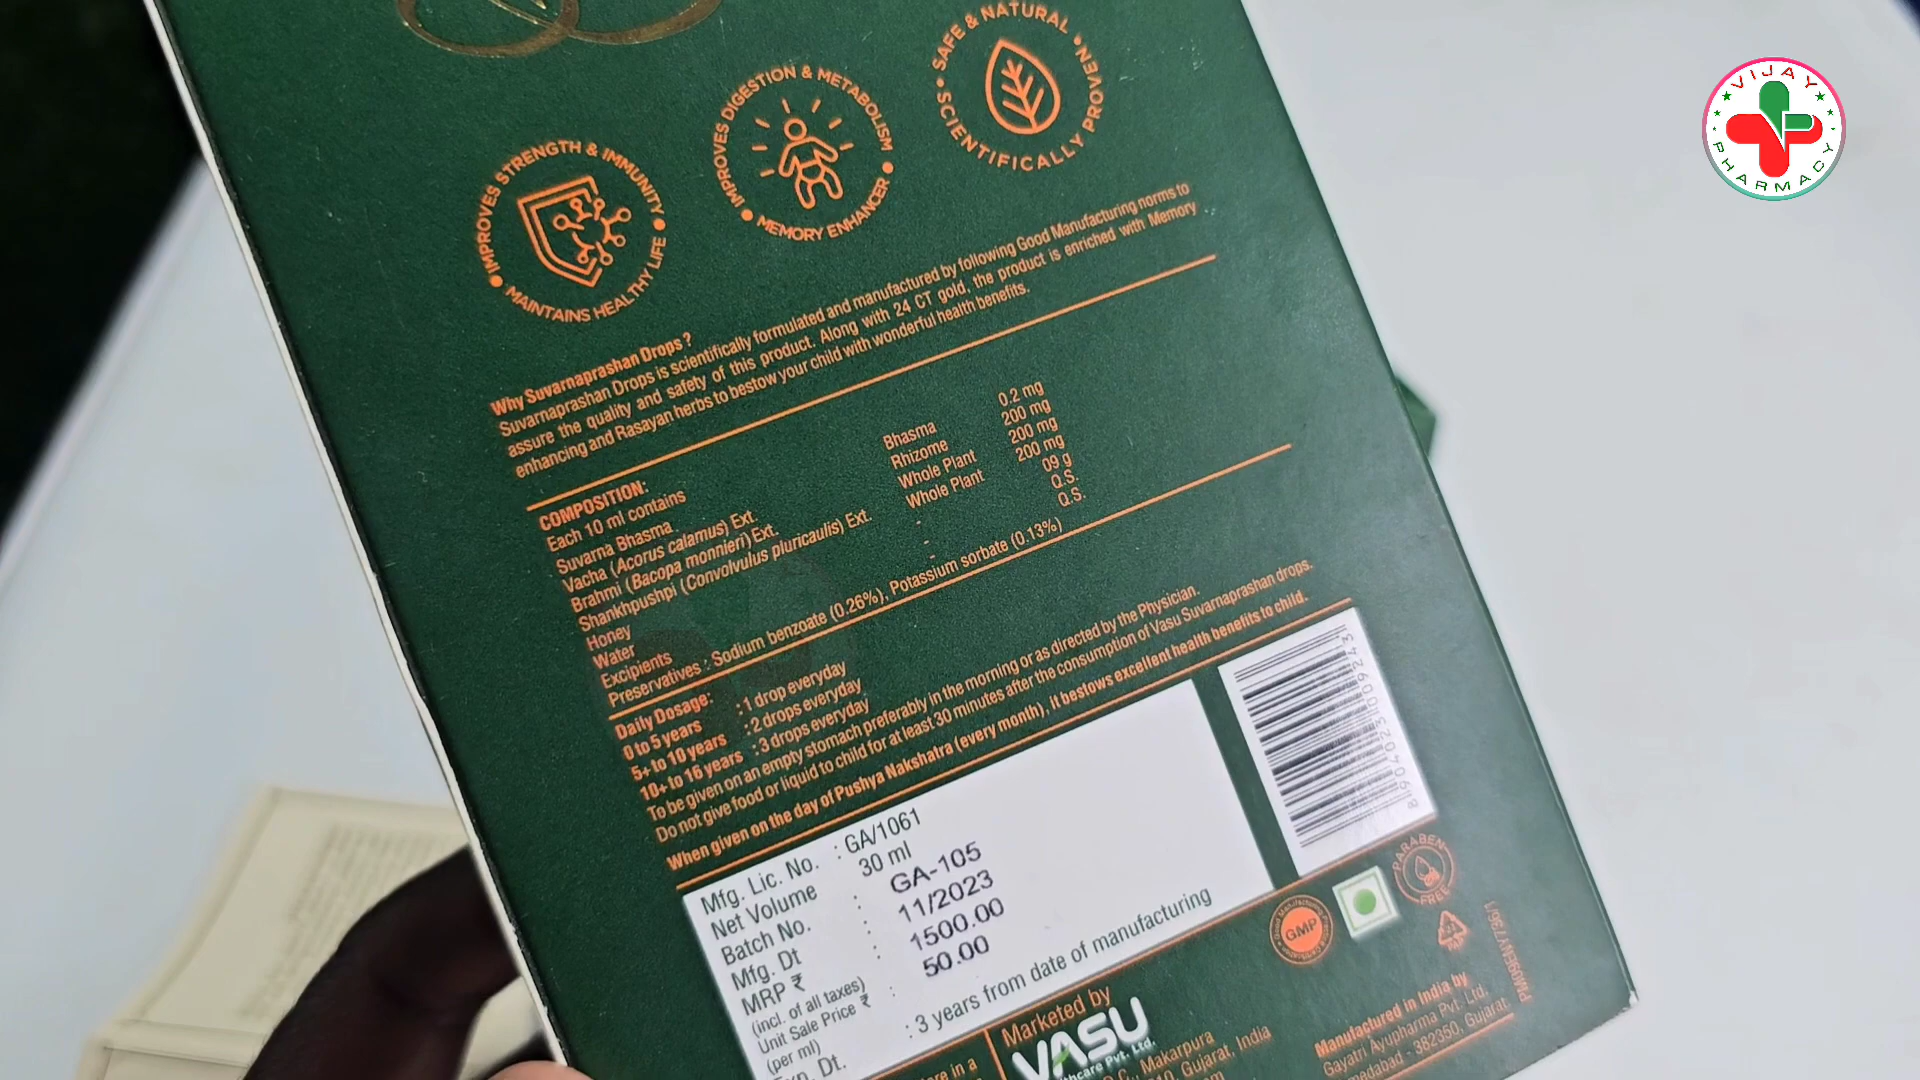 VIJAY
PHARMACY
SAFE & NATURAL
SCIENTIFICALLY PROVEN
IMPROVES DIGESTION & METABOLISM
MEMORY ENHANCER
IMPROVES STRENGTH & IMMUNITY
MAINTAINS HEALTHY LIFE
Why Suvarnaprashan Drops ?
Suvarnaprashan Drops is scientifically formulated and manufactured by following Good Manufacturing norms to
assure the quality and safety of this product. Along with 24 CT gold, the product is enriched with Memory
enhancing and Rasayan herbs to bestow your child with wonderful health benefits.
COMPOSITION:
Each 10 ml contains
Suvarna Bhasma Bhasma 0.2 mg
Vacha (Acorus calamus) Ext. Rhizome 200 mg
Brahmi (Bacopa monnieri) Ext. Whole Plant 200 mg
Shankhpushpi (Convolvulus pluricaulis) Ext. Whole Plant 200 mg
Honey - 09 g
Water - Q.S.
Excipients - Q.S.
Preservatives : Sodium benzoate (0.26%), Potassium sorbate (0.13%)
Daily Dosage:
0 to 5 years : 1 drop everyday
5+ to 10 years : 2 drops everyday
10+ to 16 years : 3 drops everyday
To be given on an empty stomach preferably in the morning or as directed by the Physician.
Do not give food or liquid to child for at least 30 minutes after the consumption of Vasu Suvarnaprashan drops.
When given on the day of Pushya Nakshatra (every month), it bestows excellent health benefits to child.
Mfg. Lic. No. : GA/1061
Net Volume : 30 ml
Batch No. : GA-105
Mfg. Dt : 11/2023
MRP ₹ : 1500.00
(incl. of all taxes)
Unit Sale Price ₹ : 50.00
(per ml)
Dt. : 3 years from date of manufacturing
8904023009243
PARABEN
FREE
GMP
Marketed by
VASU
Pvt. Ltd.
Makarpura
Gujarat, India
Manufactured in India by
Gayatri Ayupharma Pvt. Ltd.
382350, Gujarat